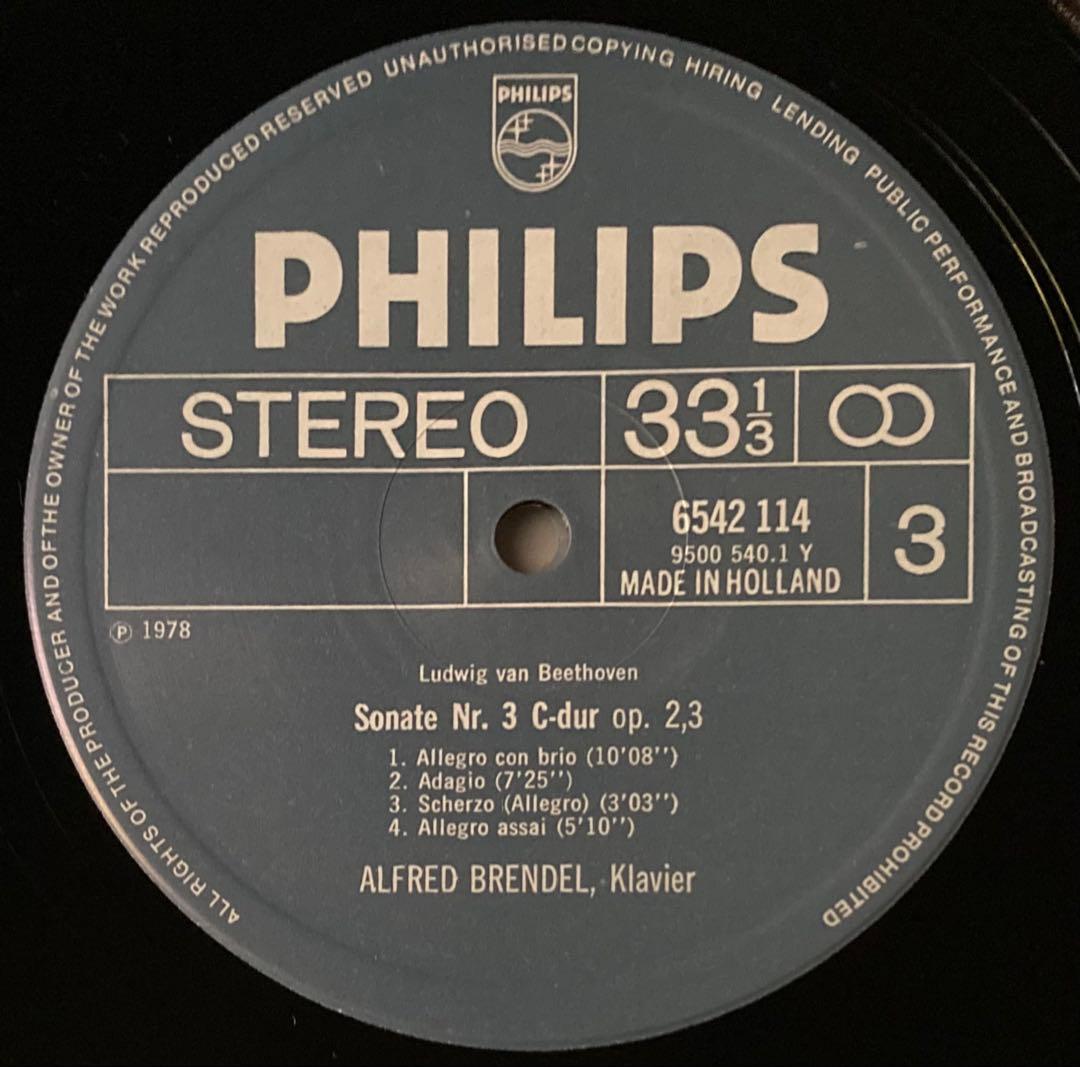 ALL RIGHTS OF THE PRODUCER AND OF THE OWNER OF THE WORK REPRODUCED RESERVED UNAUTHORISED COPYING HIRING LENDING PUBLIC PERFORMANCE AND BROADCASTING OF THIS RECORD PROHIBITED
PHILIPS
PHILIPS
STEREO 33 1/3
6542 114
9500 540.1 Y
MADE IN HOLLAND
3
Ⓟ 1978
Ludwig van Beethoven
Sonate Nr. 3 C-dur op. 2,3
1. Allegro con brio (10'08'')
2. Adagio (7'25'')
3. Scherzo (Allegro) (3'03'')
4. Allegro assai (5'10'')
ALFRED BRENDEL, Klavier